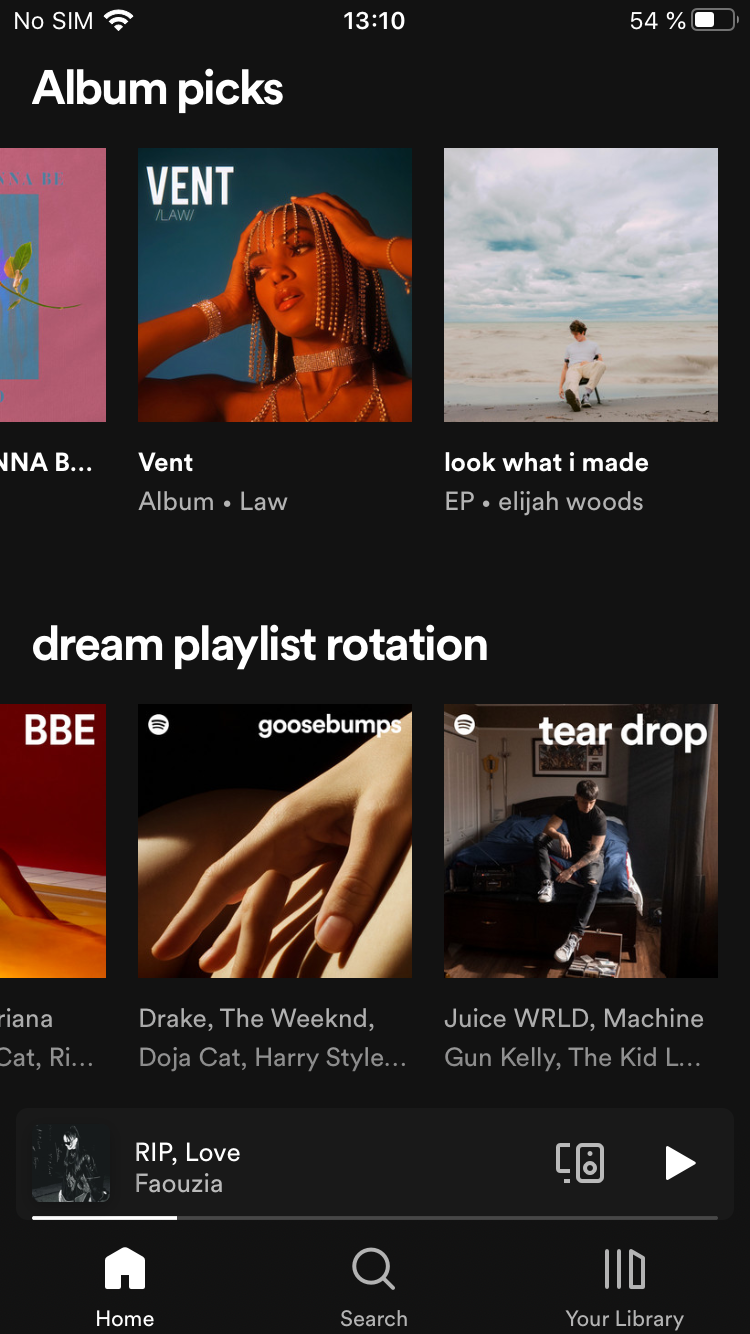 No SIM 13:10 54 %
Album picks
VENT
/LAW/
NNA B...
Vent
look what i made
Album • Law
EP • elijah woods
dream playlist rotation
BBE
goosebumps
tear drop
riana
Drake, The Weeknd,
Juice WRLD, Machine
Cat, Ri...
Doja Cat, Harry Style...
Gun Kelly, The Kid L...
RIP, Love
Faouzia
Home
Search
Your Library